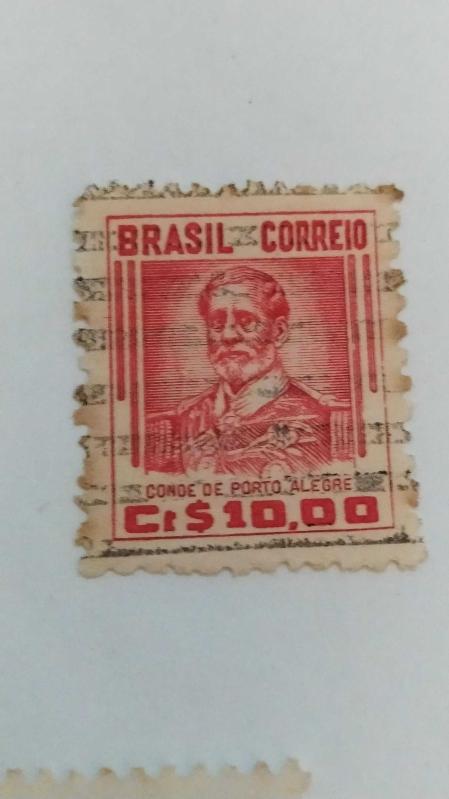 BRASIL CORREIO
CONDE DE PORTO ALEGRE
Cr$10,00